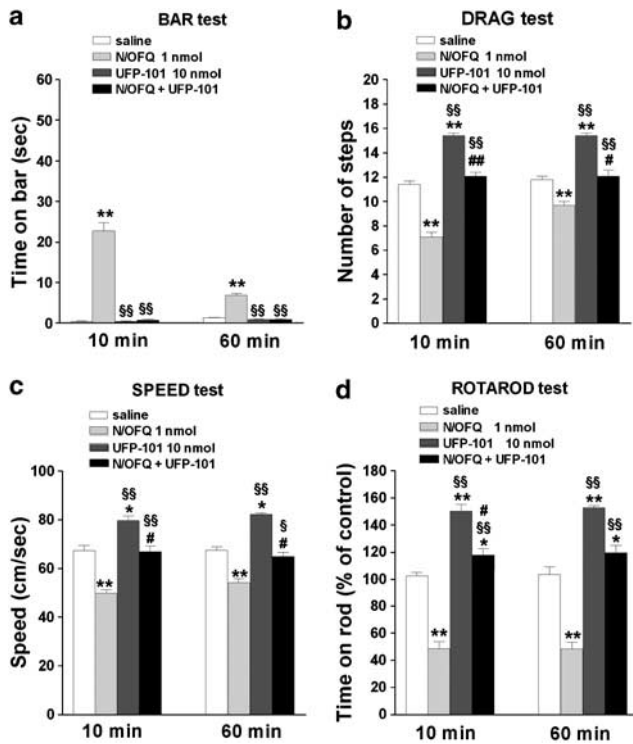 a
BAR test
saline
N/OFQ 1 nmol
UFP-101 10 nmol
N/OFQ + UFP-101
Time on bar (sec)
60
50
40
30
20
10
0
**
§§
§§
**
§§
§§
10 min
60 min
b
DRAG test
saline
N/OFQ 1 nmol
UFP-101 10 nmol
N/OFQ + UFP-101
Number of steps
20
18
16
14
12
10
8
6
4
2
0
**
§§
**
§§
##
**
§§
**
§§
#
10 min
60 min
c
SPEED test
saline
N/OFQ 1 nmol
UFP-101 10 nmol
N/OFQ + UFP-101
Speed (cm/sec)
100
80
60
40
20
0
**
§§
*
§§
#
**
§§
*
§
#
10 min
60 min
d
ROTAROD test
saline
N/OFQ 1 nmol
UFP-101 10 nmol
N/OFQ + UFP-101
Time on rod (% of control)
180
160
140
120
100
80
60
40
20
0
**
§§
**
#
§§
*
**
§§
**
§§
*
10 min
60 min